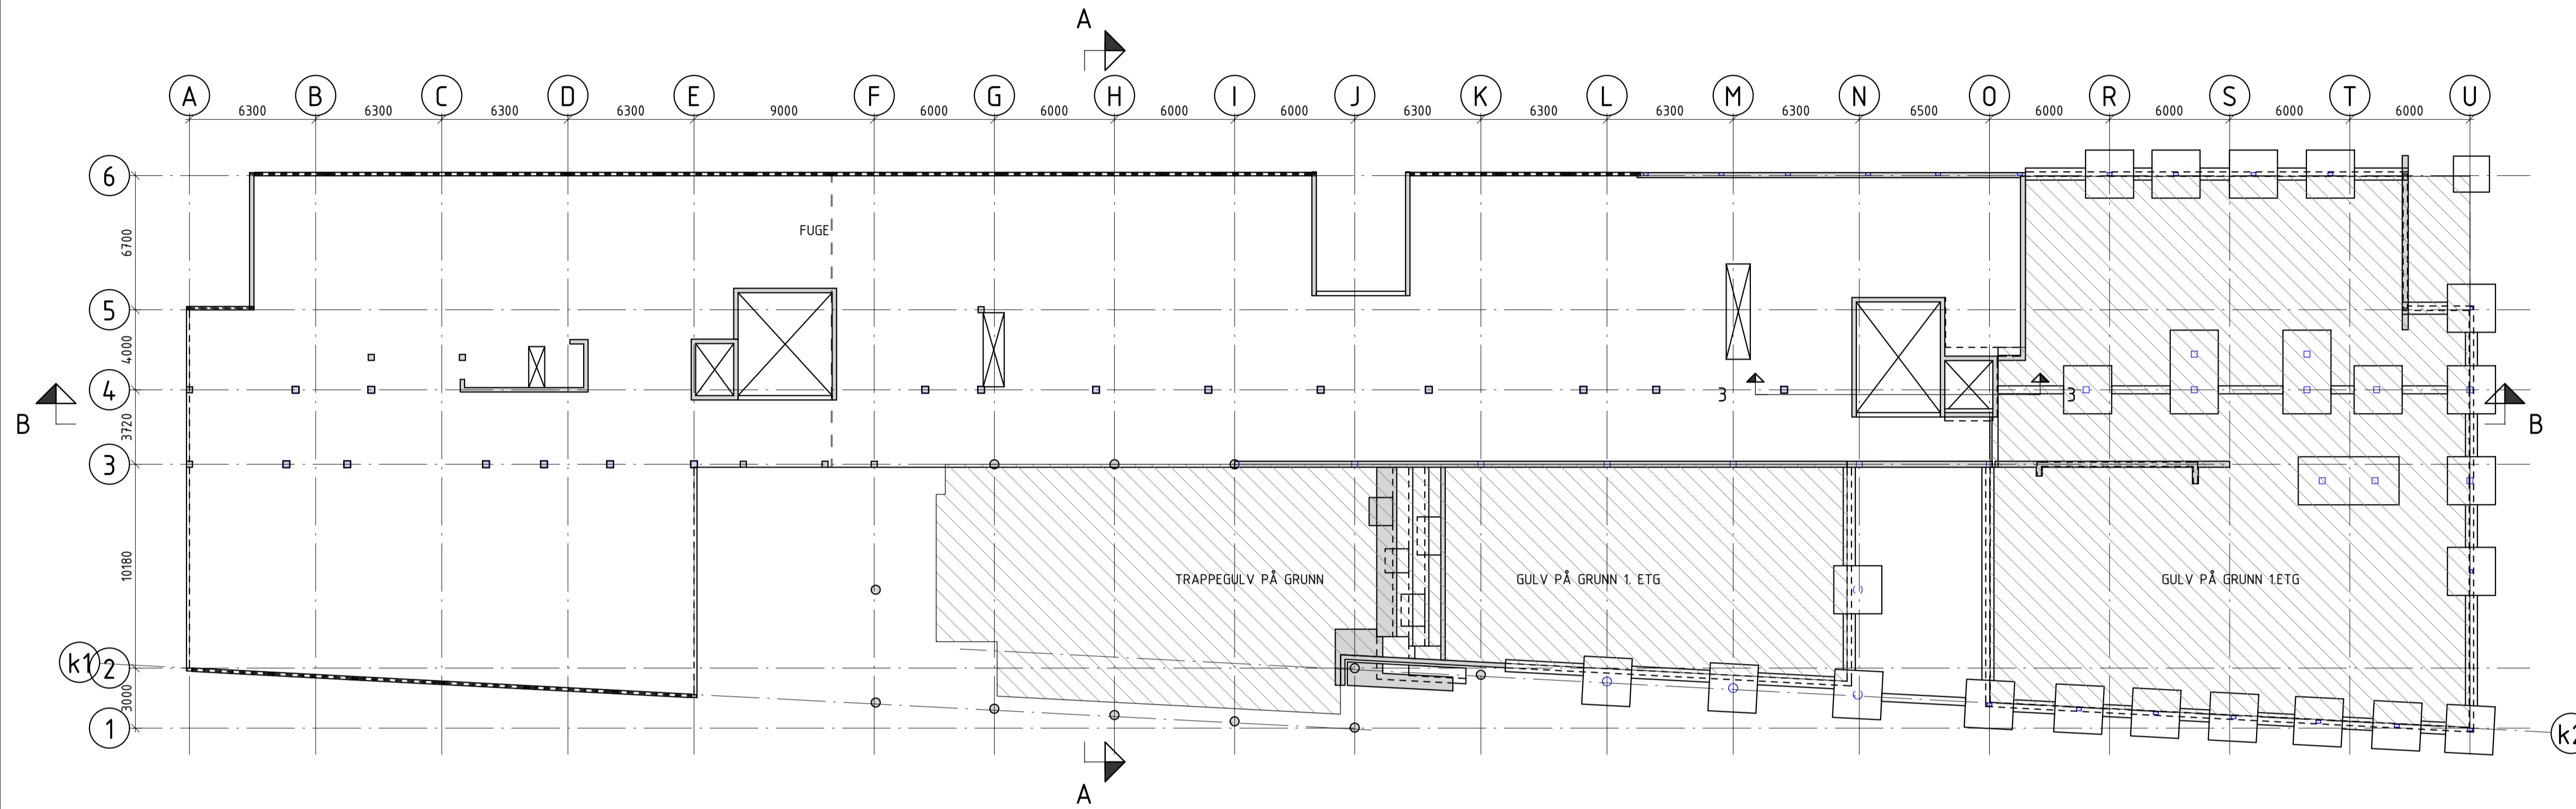 A
A B C D E F G H I J K L M N O R S T U
6300 6300 6300 6300 9000 6000 6000 6000 6000 6300 6300 6300 6300 6500 6000 6000 6000 6000
6
FUGE
6700
5
4000
4
B
3 3
B
3720
3
10180
TRAPPEGULV PÅ GRUNN
GULV PÅ GRUNN 1. ETG
GULV PÅ GRUNN 1.ETG
k1
2
3000
1
k2
A